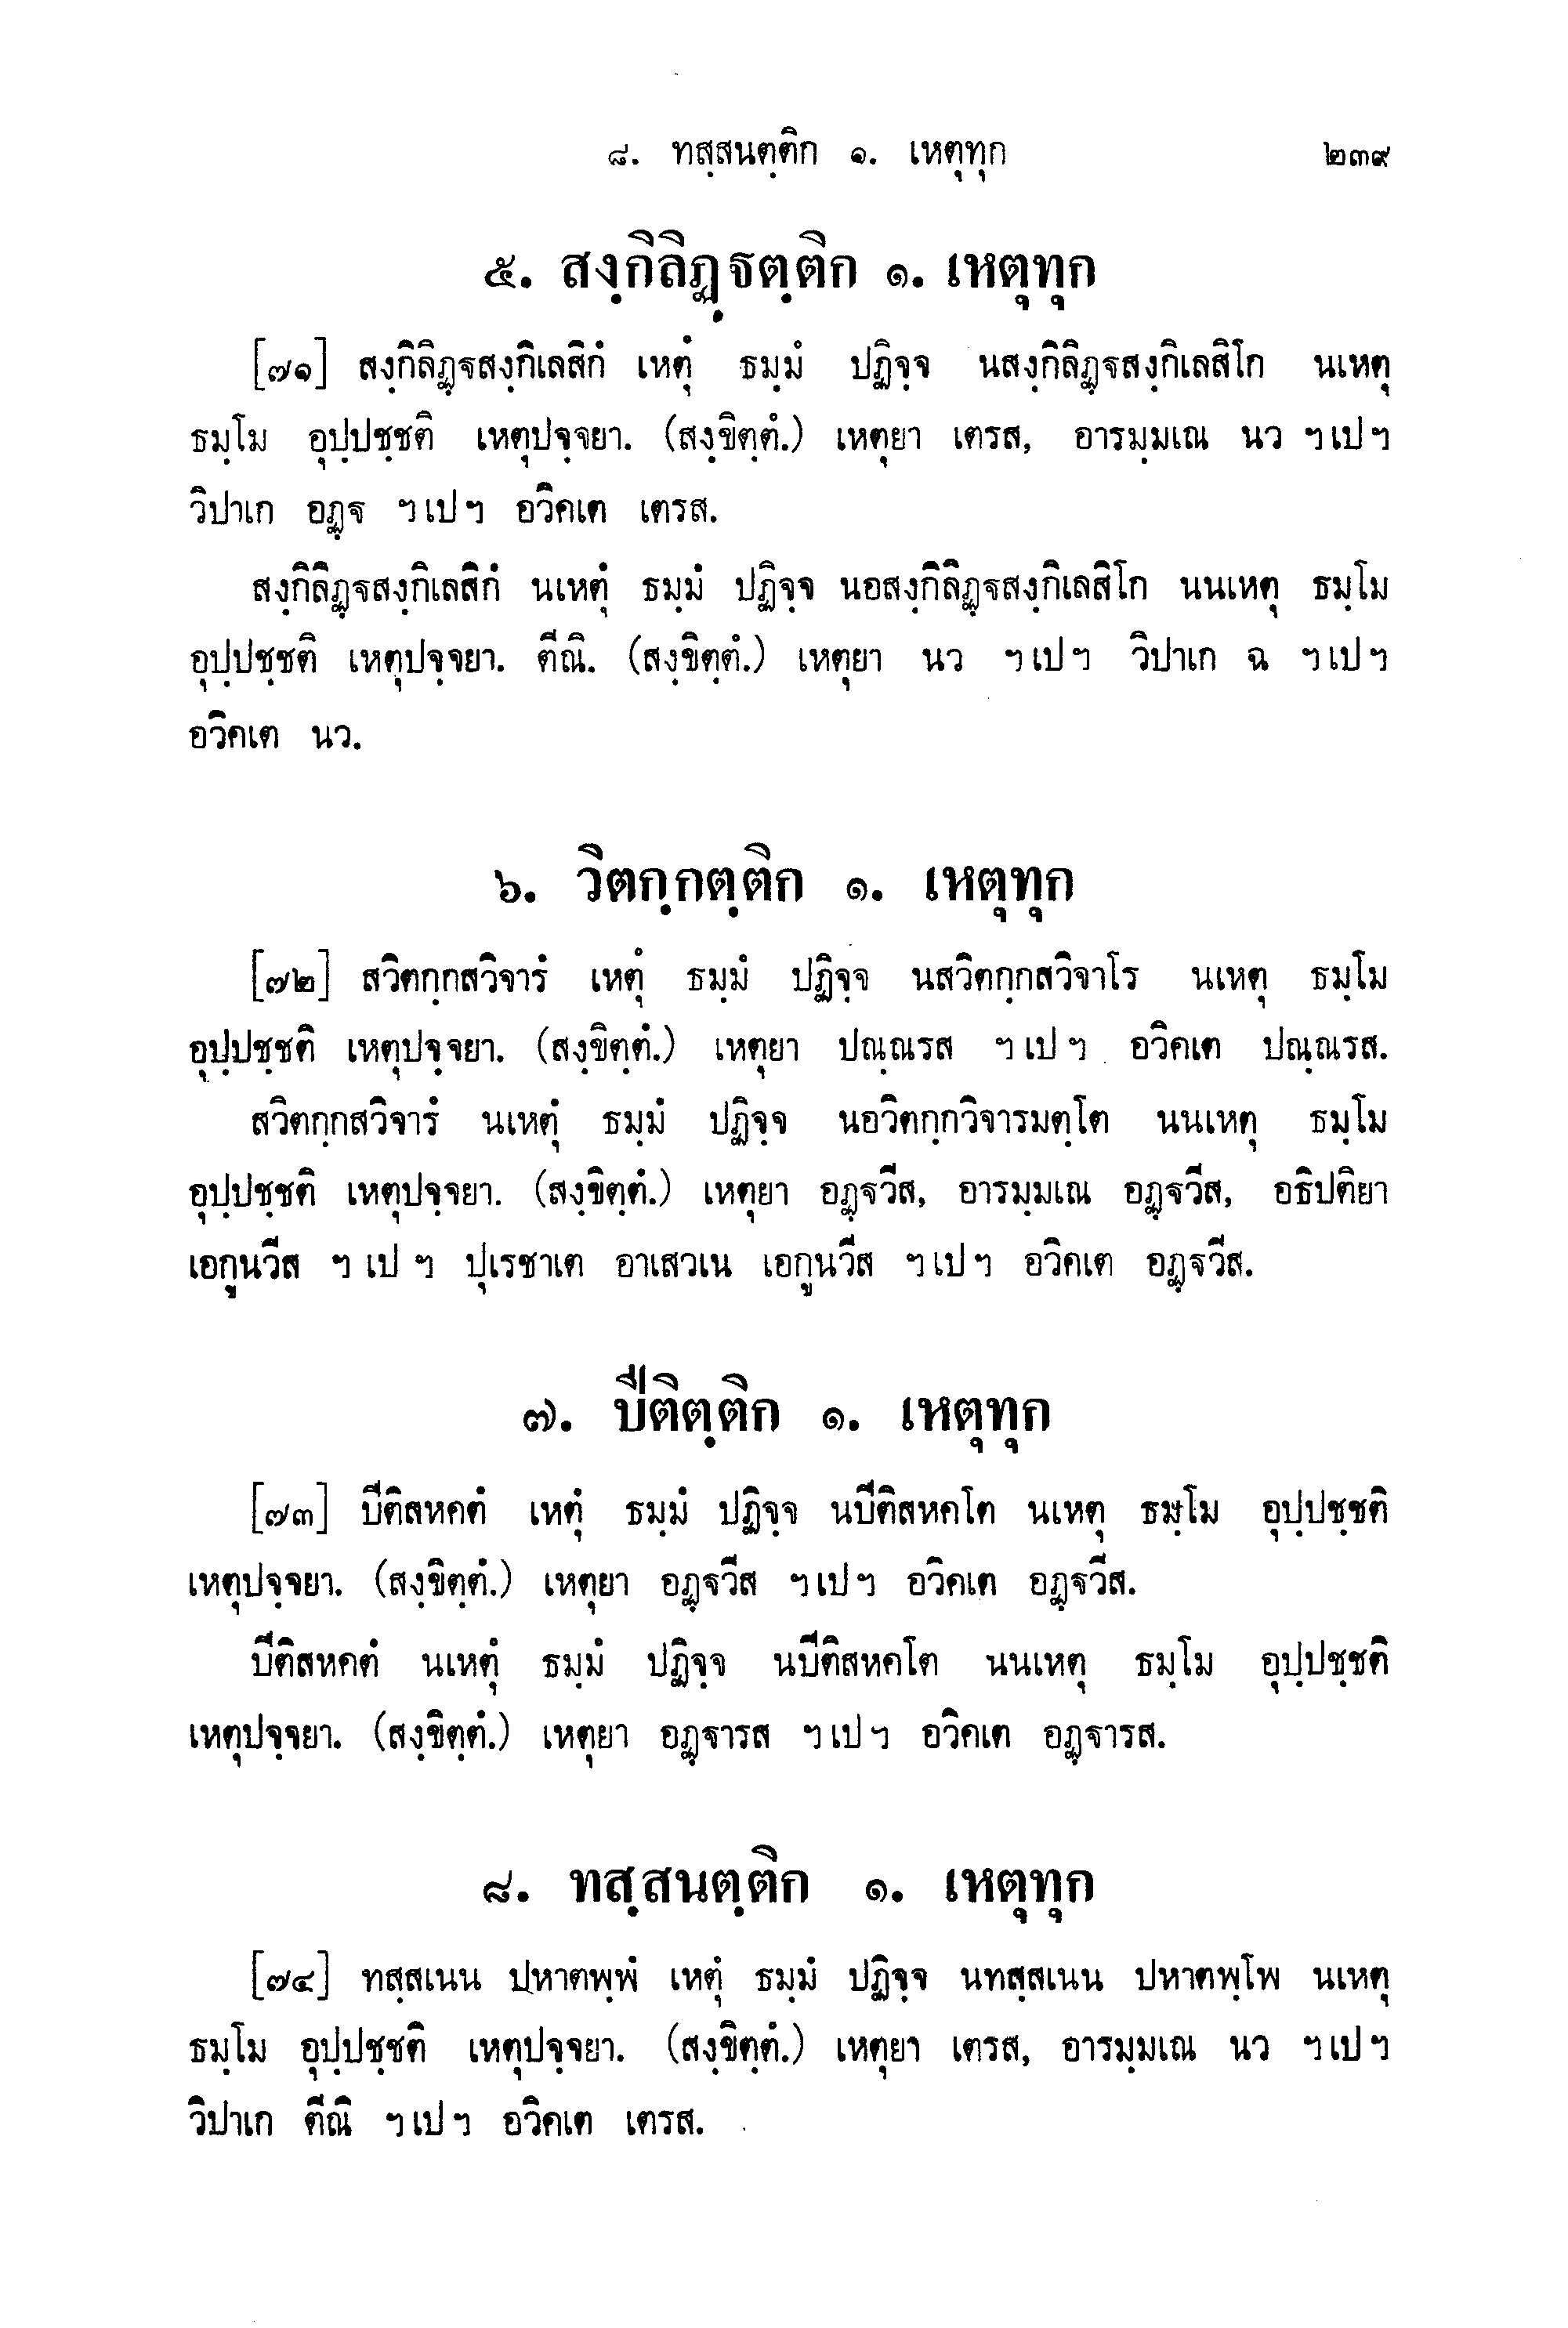 ๘. ทสฺสนตฺติก ๑. เหตุทุก ๒๓๙
๕. สงฺกิลิฏฺฐตฺติก ๑. เหตุทุก
[๗๑] สงฺกิลิฏฺฐสงฺกิเลสิกํ เหตุํ ธมฺมํ ปฏิจฺจ นสงฺกิลิฏฺฐสงฺกิเลสิโก นเหตุ
ธมฺโม อุปฺปชฺชติ เหตุปจฺจยา. (สงฺขิตฺตํ.) เหตุยา เตรส, อารมฺมเณ นว ฯเปฯ
วิปาเก อฏฺฐ ฯเปฯ อวิคเต เตรส.
สงฺกิลิฏฺฐสงฺกิเลสิกํ นเหตุํ ธมฺมํ ปฏิจฺจ นอสงฺกิลิฏฺฐสงฺกิเลสิโก นนเหตุ ธมฺโม
อุปฺปชฺชติ เหตุปจฺจยา. ตีณิ. (สงฺขิตฺตํ.) เหตุยา นว ฯเปฯ วิปาเก ฉ ฯเปฯ
อวิคเต นว.
๖. วิตกฺกตฺติก ๑. เหตุทุก
[๗๒] สวิตกฺกสวิจารํ เหตุํ ธมฺมํ ปฏิจฺจ นสวิตกฺกสวิจาโร นเหตุ ธมฺโม
อุปฺปชฺชติ เหตุปจฺจยา. (สงฺขิตฺตํ.) เหตุยา ปณฺณรส ฯเปฯ อวิคเต ปณฺณรส.
สวิตกฺกสวิจารํ นเหตุํ ธมฺมํ ปฏิจฺจ นอวิตกฺกวิจารมตฺโต นนเหตุ ธมฺโม
อุปฺปชฺชติ เหตุปจฺจยา. (สงฺขิตฺตํ.) เหตุยา อฏฺฐวีส, อารมฺมเณ อฏฺฐวีส, อธิปติยา
เอกูนวีส ฯเปฯ ปุเรชาเต อาเสวเน เอกูนวีส ฯเปฯ อวิคเต อฏฺฐวีส.
๗. ปีติตฺติก ๑. เหตุทุก
[๗๓] ปีติสหคตํ เหตุํ ธมฺมํ ปฏิจฺจ นปีติสหคโต นเหตุ ธมฺโม อุปฺปชฺชติ
เหตุปจฺจยา. (สงฺขิตฺตํ.) เหตุยา อฏฺฐวีส ฯเปฯ อวิคเต อฏฺฐวีส.
ปีติสหคตํ นเหตุํ ธมฺมํ ปฏิจฺจ นปีติสหคโต นนเหตุ ธมฺโม อุปฺปชฺชติ
เหตุปจฺจยา. (สงฺขิตฺตํ.) เหตุยา อฏฺฐารส ฯเปฯ อวิคเต อฏฺฐารส.
๘. ทสฺสนตฺติก ๑. เหตุทุก
[๗๔] ทสฺสเนน ปหาตพฺพํ เหตุํ ธมฺมํ ปฏิจฺจ นทสฺสเนน ปหาตพฺโพ นเหตุ
ธมฺโม อุปฺปชฺชติ เหตุปจฺจยา. (สงฺขิตฺตํ.) เหตุยา เตรส, อารมฺมเณ นว ฯเปฯ
วิปาเก ตีณิ ฯเปฯ อวิคเต เตรส.